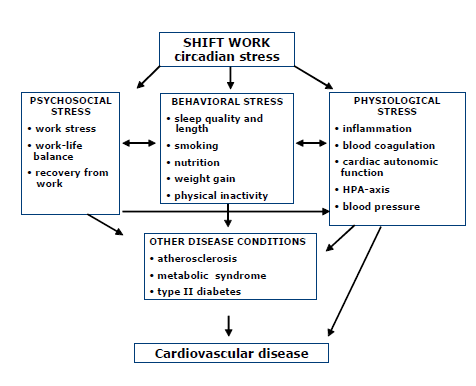 SHIFT WORK
circadian stress
PSYCHOSOCIAL
STRESS
• work stress
• work-life
balance
• recovery from
work
BEHAVIORAL STRESS
• sleep quality and
length
• smoking
• nutrition
• weight gain
• physical inactivity
PHYSIOLOGICAL
STRESS
• inflammation
• blood coagulation
• cardiac autonomic
function
• HPA-axis
• blood pressure
OTHER DISEASE CONDITIONS
• atherosclerosis
• metabolic syndrome
• type II diabetes
Cardiovascular disease